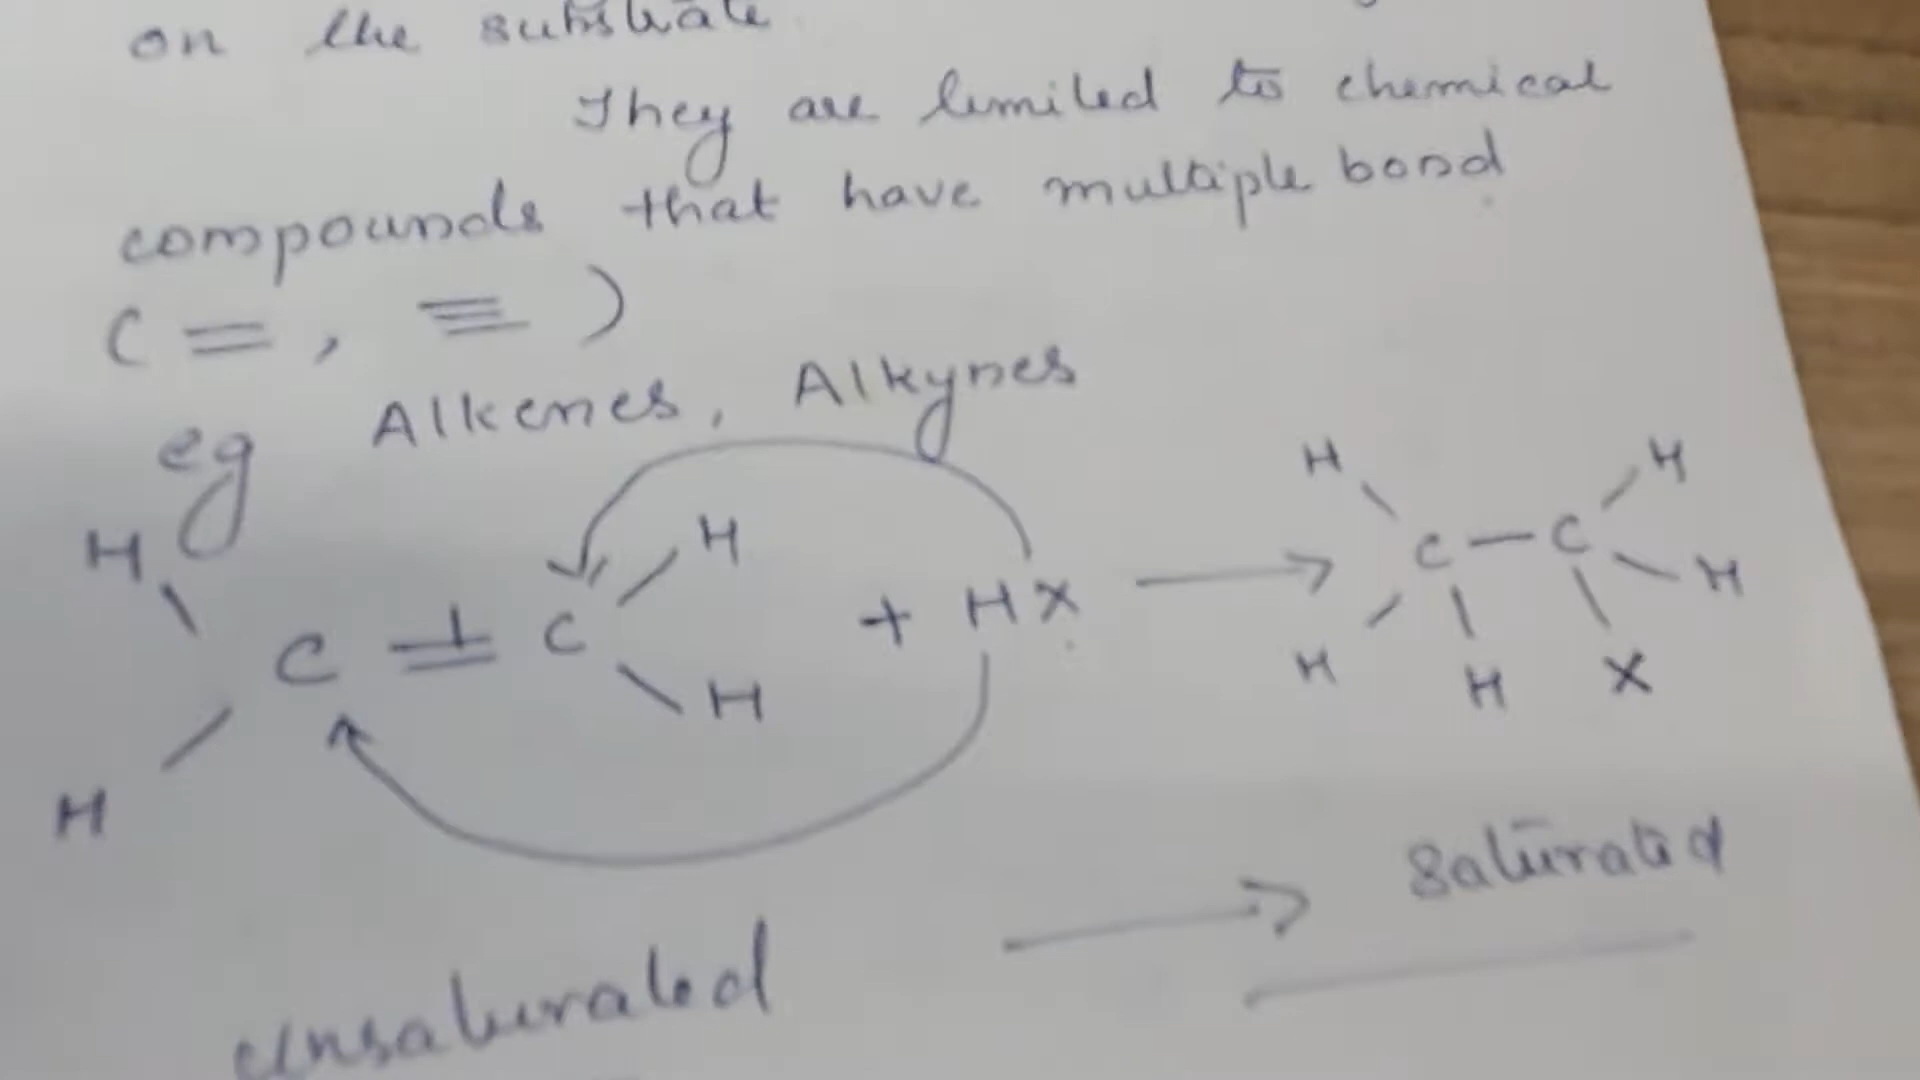 on the substrate
They are limited to chemical
compounds that have multiple bond
( = , ≡ )
eg Alkenes, Alkynes
H H H H
C = C + HX → C — C H
H H H H X
unsaturated → saturated